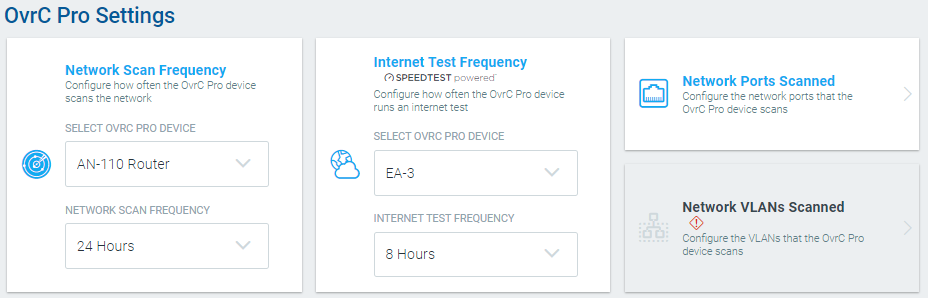 OvrC Pro Settings
Network Scan Frequency
Configure how often the OvrC Pro device
scans the network
SELECT OVRC PRO DEVICE
AN-110 Router
NETWORK SCAN FREQUENCY
24 Hours
Internet Test Frequency
SPEEDTEST powered
Configure how often the OvrC Pro device
runs an internet test
SELECT OVRC PRO DEVICE
EA-3
INTERNET TEST FREQUENCY
8 Hours
Network Ports Scanned
Configure the network ports that the
OvrC Pro device scans
Network VLANs Scanned
Configure the VLANs that the OvrC Pro
device scans